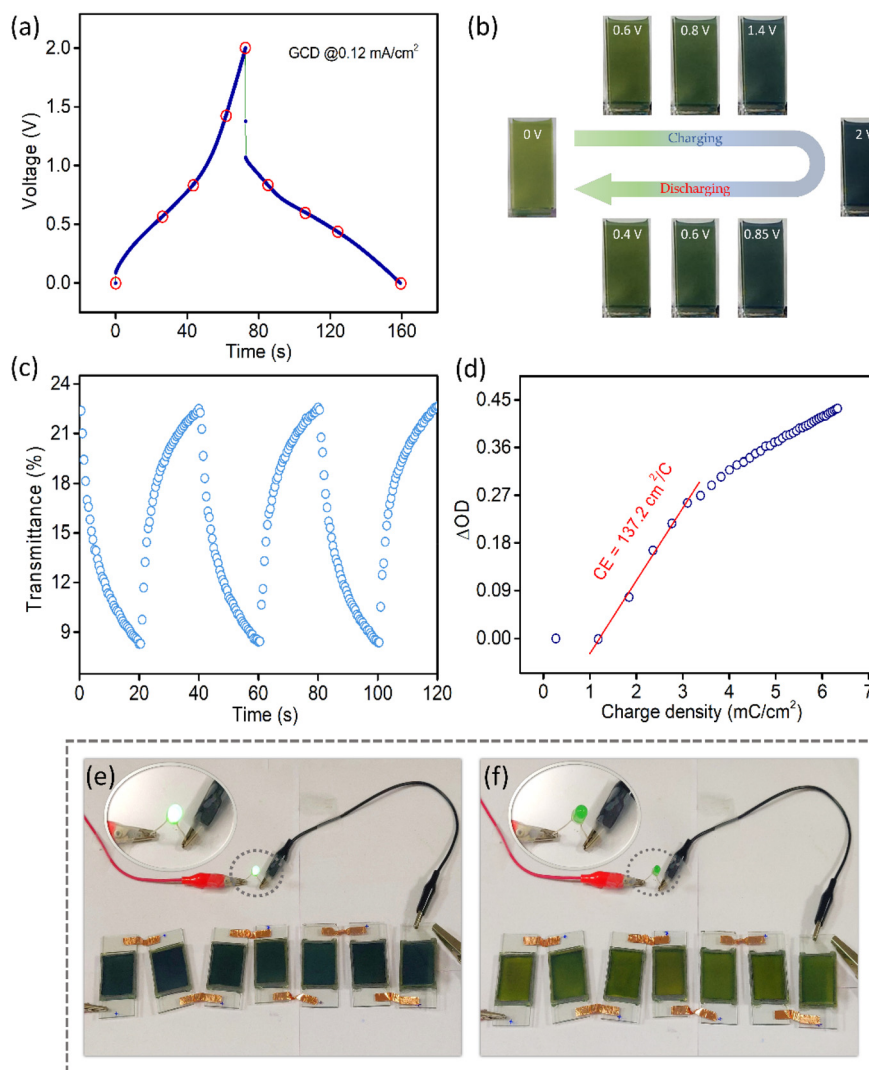 (a)
GCD @0.12 mA/cm²
2.0
1.5
1.0
0.5
0.0
Voltage (V)
0 40 80 120 160
Time (s)
(b)
0.6 V 0.8 V 1.4 V
0 V
Charging
2 V
Discharging
0.4 V 0.6 V 0.85 V
(c)
24
21
18
15
12
9
Transmittance (%)
0 20 40 60 80 100 120
Time (s)
(d)
0.45
0.36
0.27
0.18
0.09
0.00
ΔOD
CE = 137.2 cm²/C
0 1 2 3 4 5 6 7
Charge density (mC/cm²)
(e)
(f)